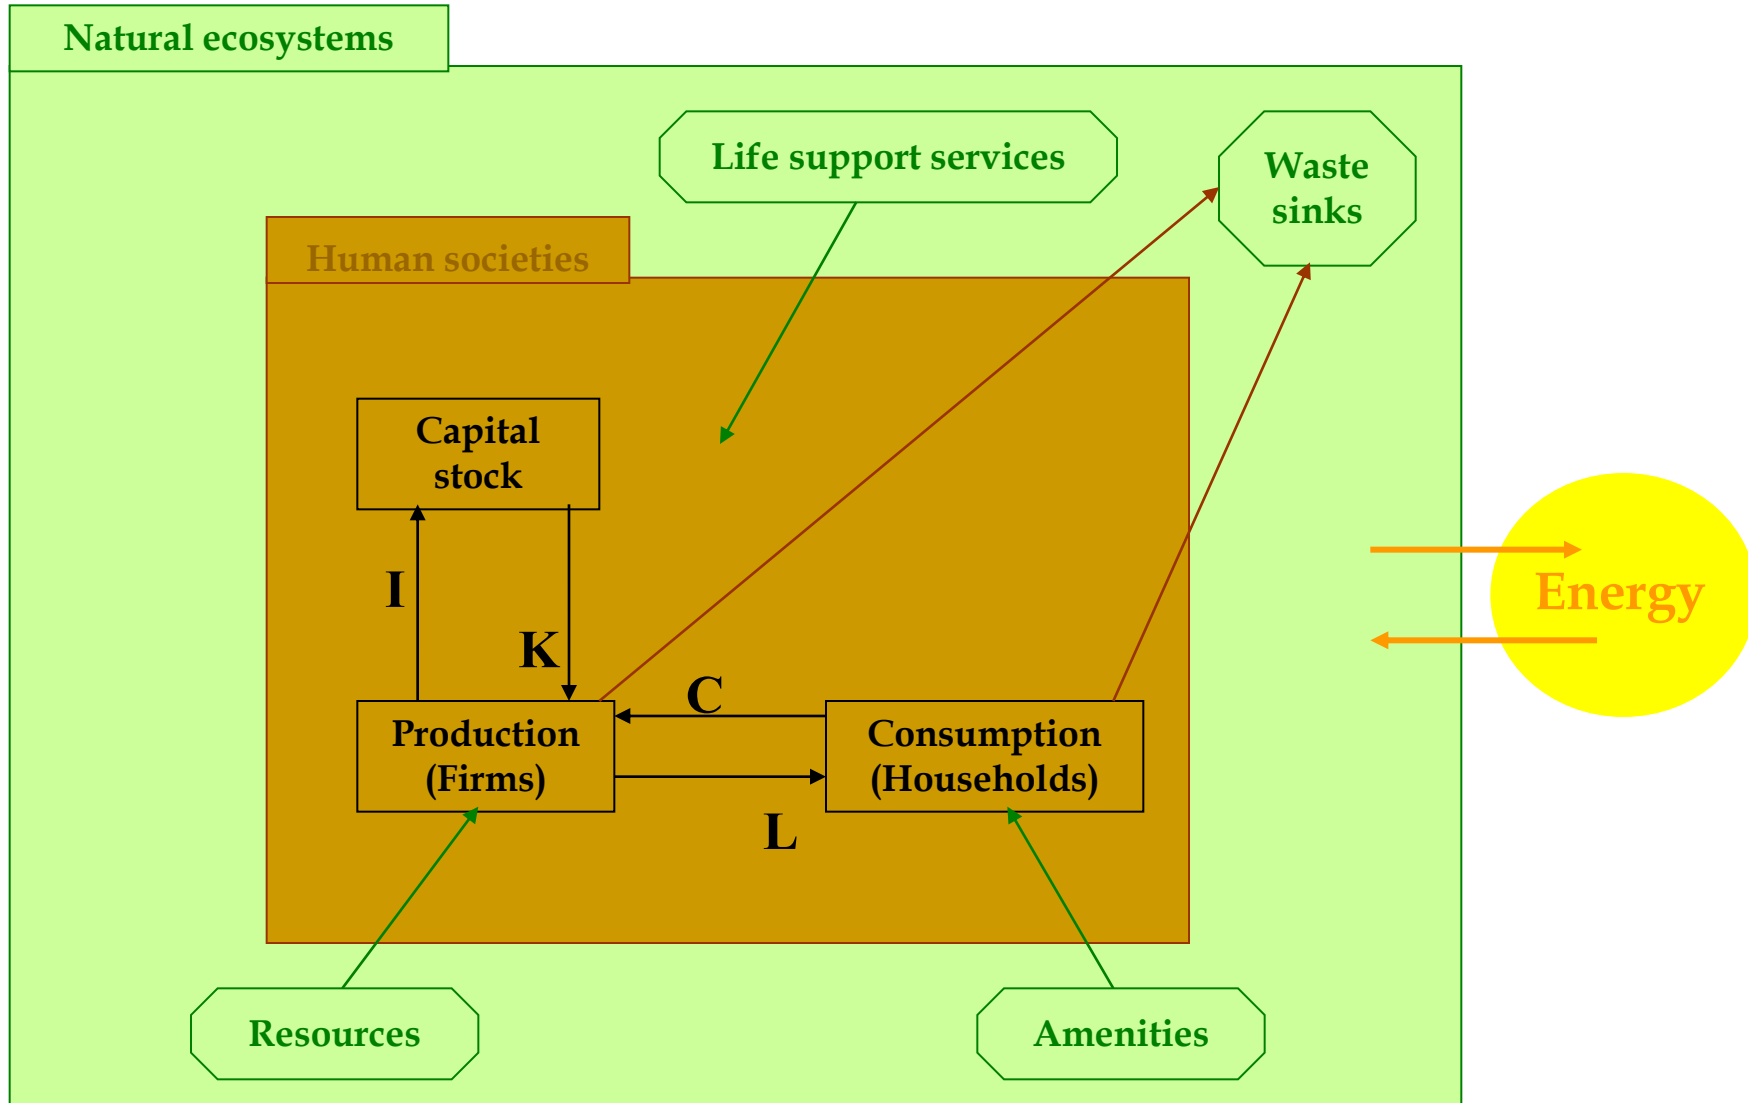 Natural ecosystems
Life support services
Waste
sinks
Human societies
Capital
stock
I
K
C
Production
(Firms)
Consumption
(Households)
L
Energy
Resources
Amenities